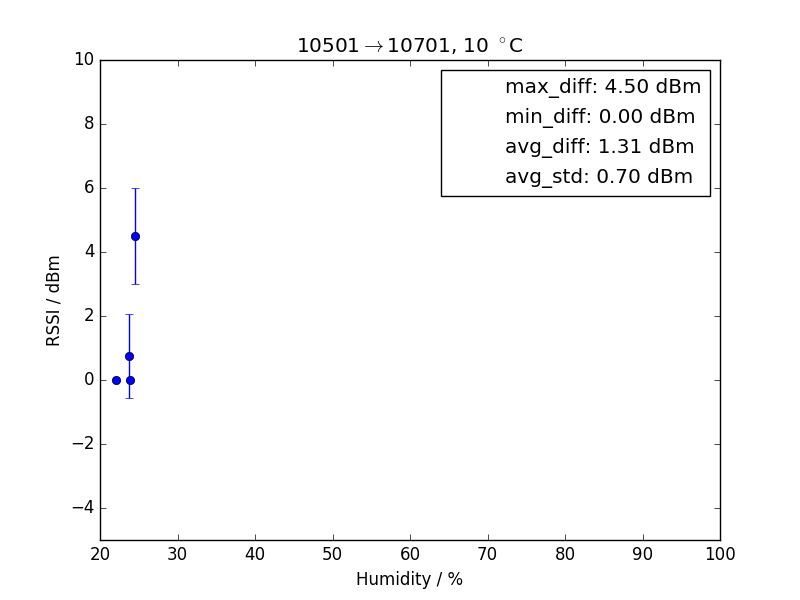 10501→10701, 10 °C
max_diff: 4.50 dBm
min_diff: 0.00 dBm
avg_diff: 1.31 dBm
avg_std: 0.70 dBm
RSSI / dBm
10
8
6
4
2
0
−2
−4
20 30 40 50 60 70 80 90 100
Humidity / %